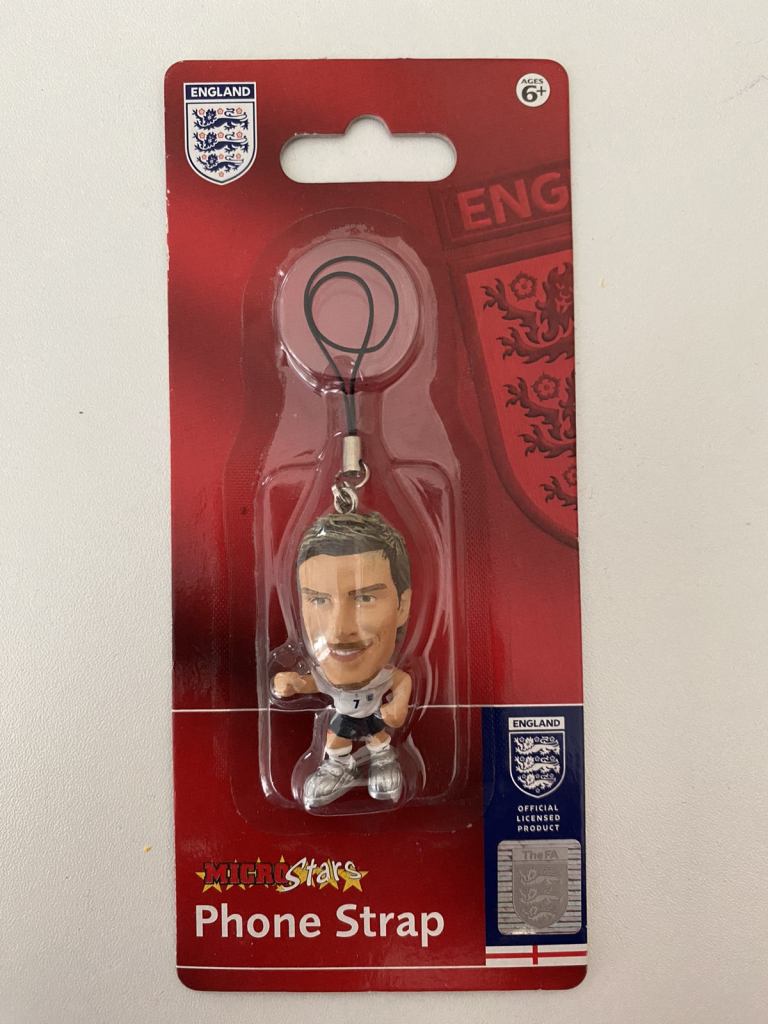 ENGLAND
AGES
6+
ENG
7
ENGLAND
OFFICIAL
LICENSED
PRODUCT
The FA
MICROStars
Phone Strap